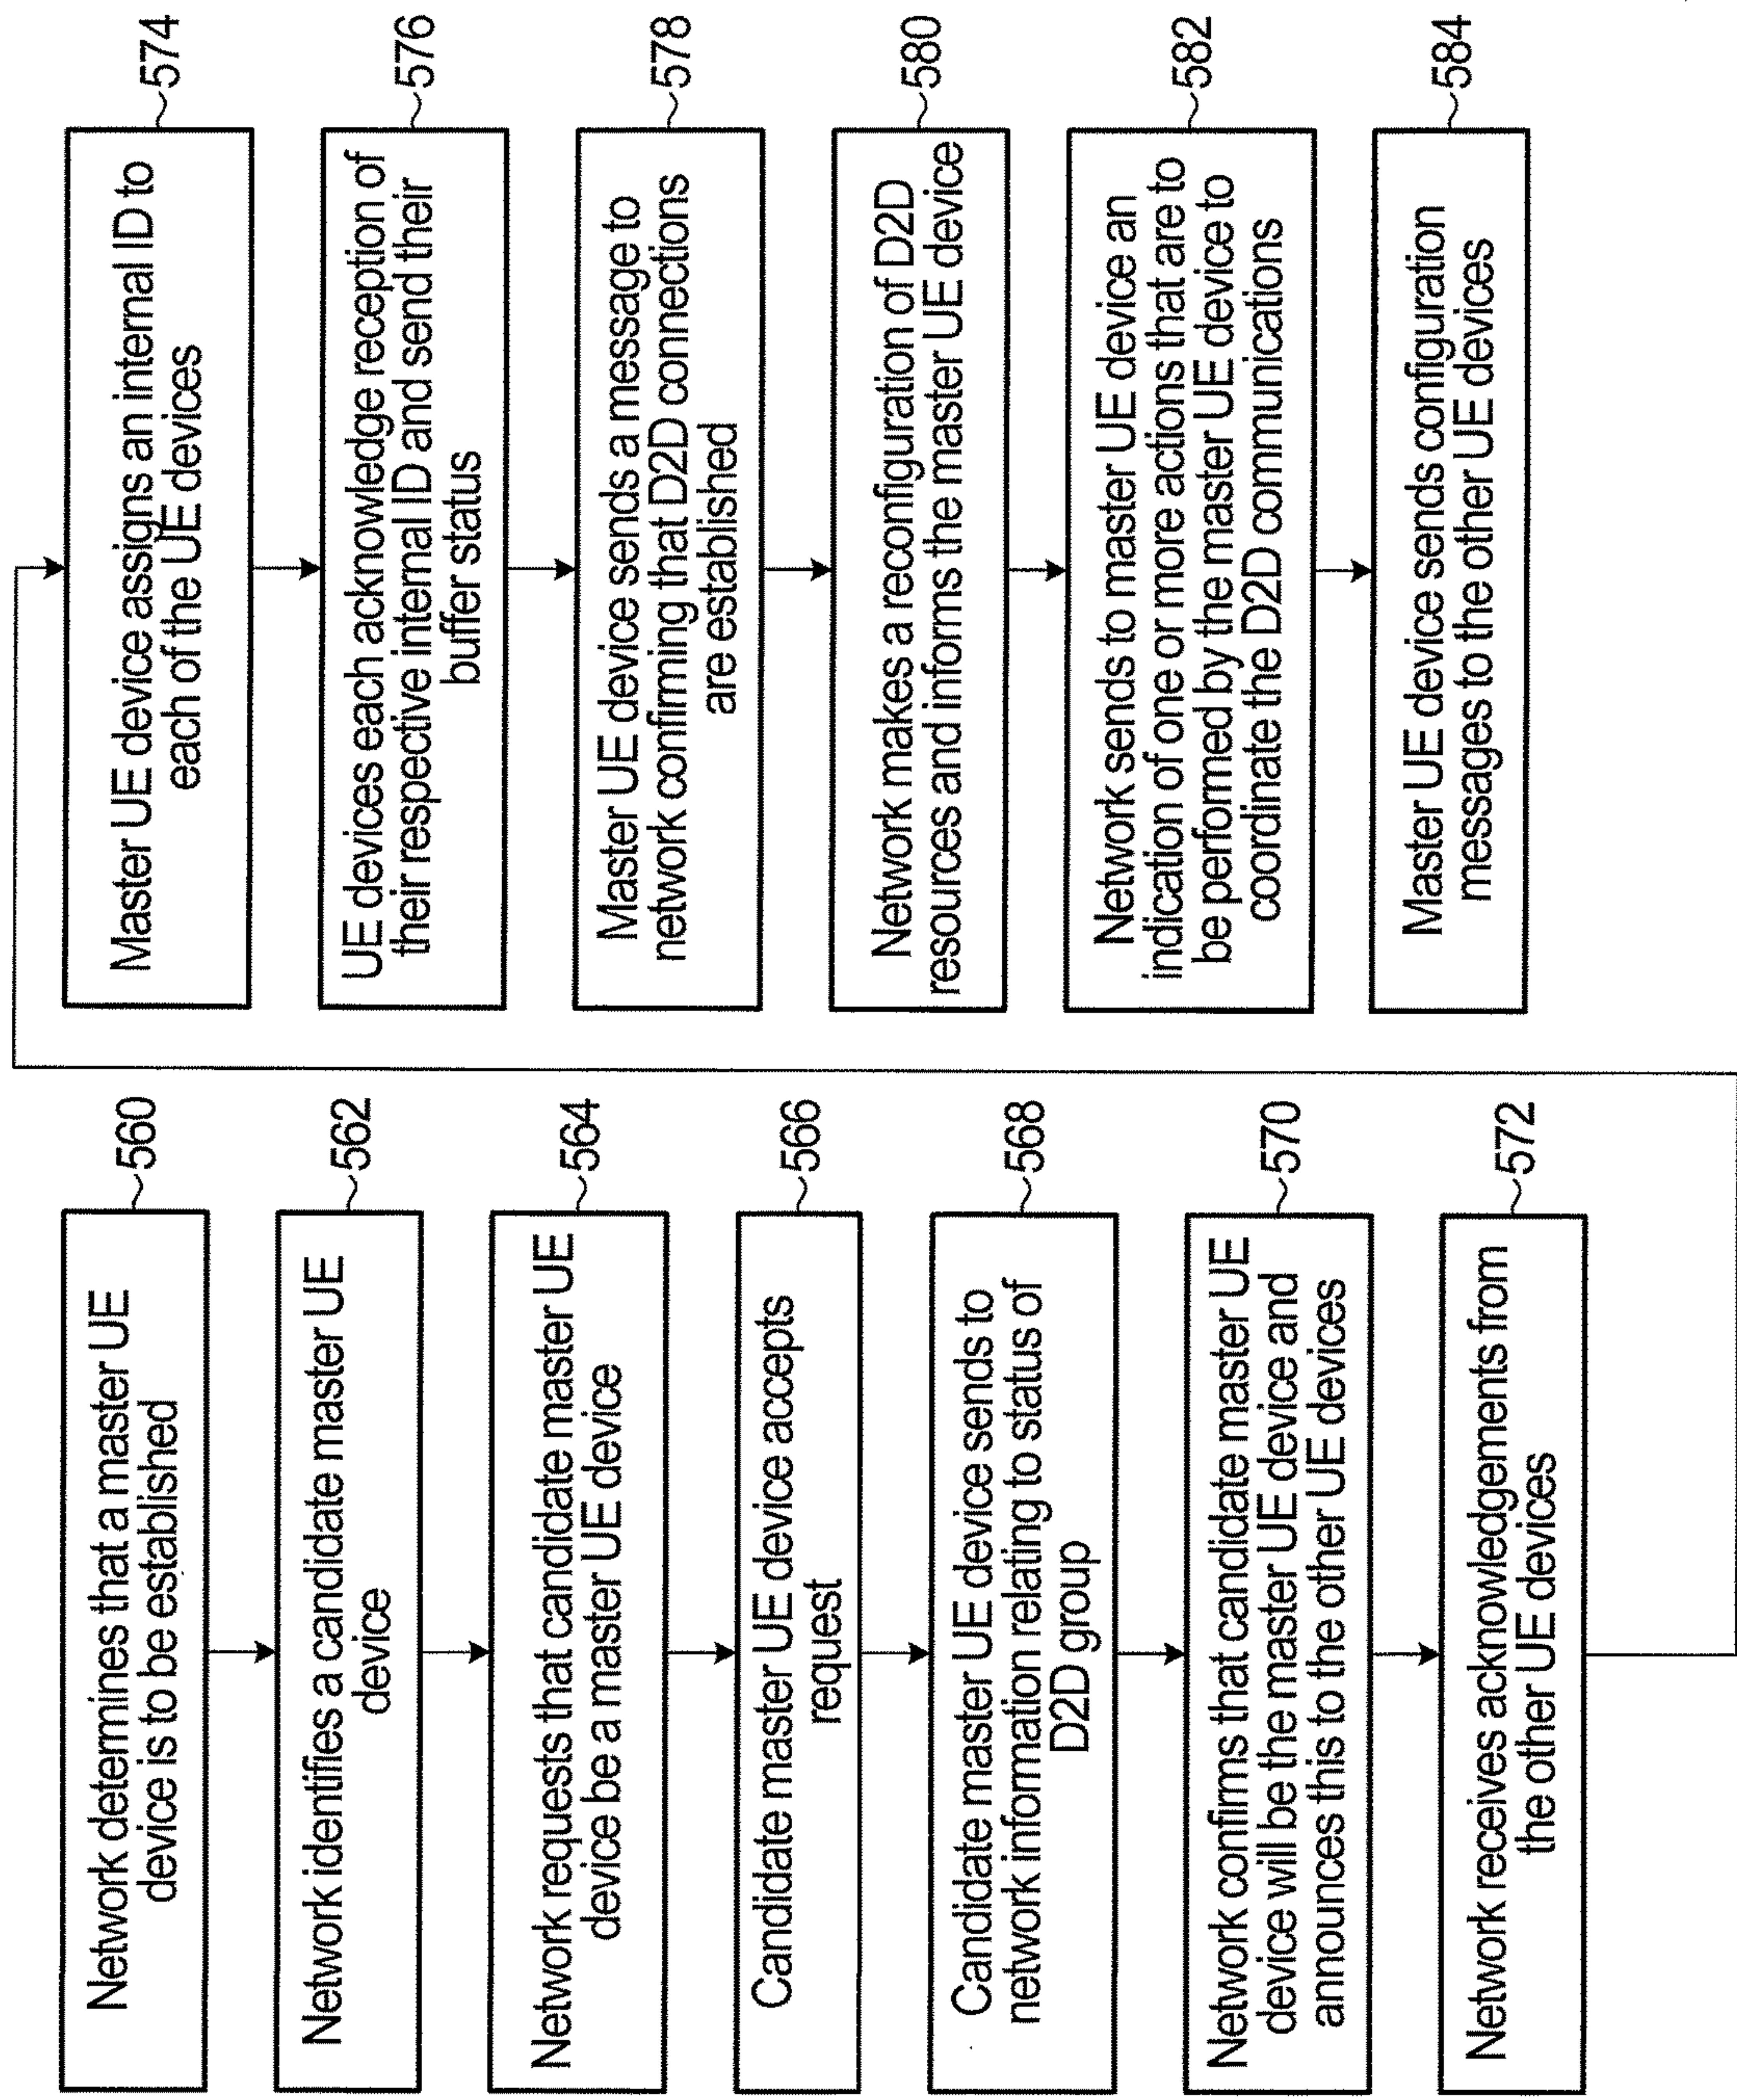 Network determines that a master UE
device is to be established
560
Network identifies a candidate master UE
device
562
Network requests that candidate master UE
device be a master UE device
564
Candidate master UE device accepts
request
566
Candidate master UE device sends to
network information relating to status of
D2D group
568
Network confirms that candidate master UE
device will be the master UE device and
announces this to the other UE devices
570
Network receives acknowledgements from
the other UE devices
572
Master UE device assigns an internal ID to
each of the UE devices
574
UE devices each acknowledge reception of
their respective internal ID and send their
buffer status
576
Master UE device sends a message to
network confirming that D2D connections
are established
578
Network makes a reconfiguration of D2D
resources and informs the master UE device
580
Network sends to master UE device an
indication of one or more actions that are to
be performed by the master UE device to
coordinate the D2D communications
582
Master UE device sends configuration
messages to the other UE devices
584